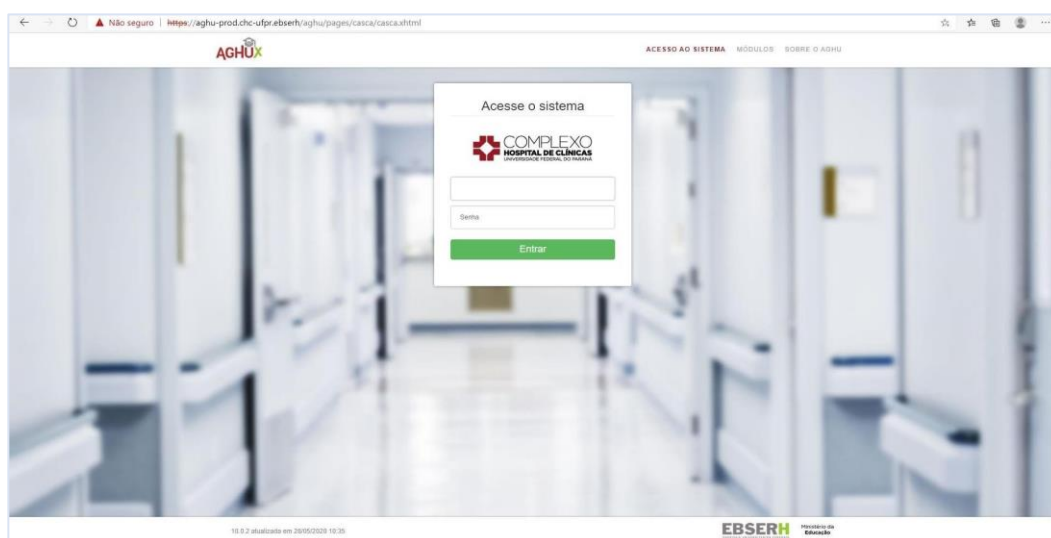 Não seguro | https://aghu-prod.chc-ufpr.ebserh/aghu/pages/casca/casca.xhtml
AGHUX
ACESSO AO SISTEMA MÓDULOS SOBRE O AGHU
Acesse o sistema
COMPLEXO
HOSPITAL DE CLÍNICAS
UNIVERSIDADE FEDERAL DO PARANÁ
Senha
Entrar
10.0.2 atualizada em 28/05/2020 10:35
EBSERH
Ministério da
Educação